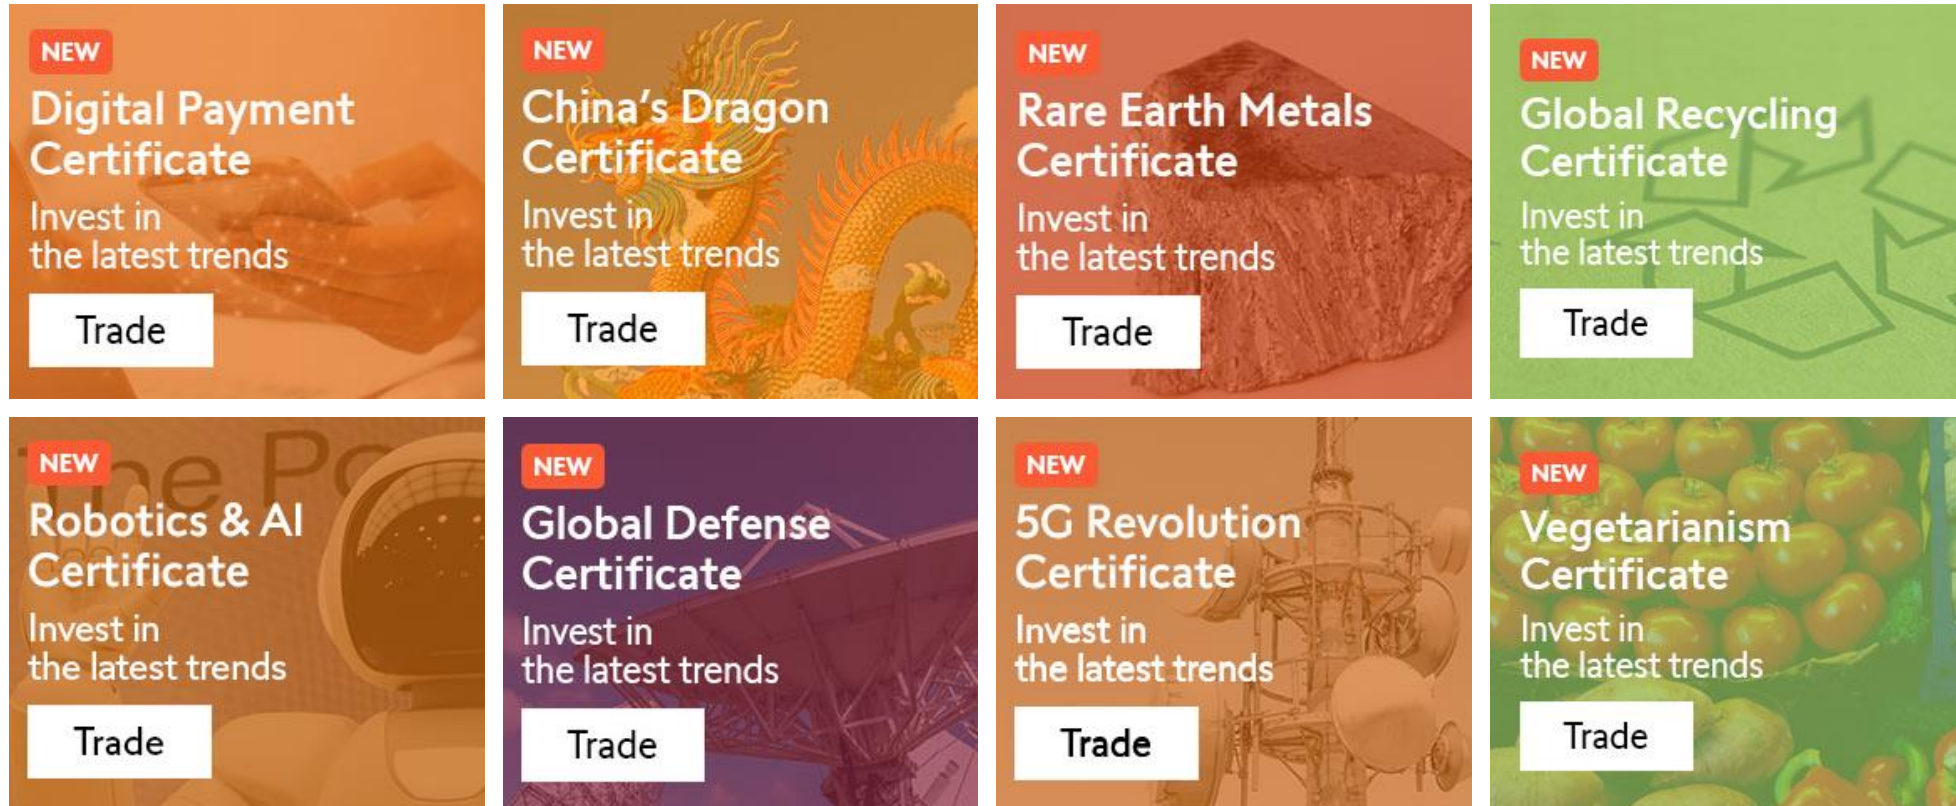 NEW
Digital Payment
Certificate
Invest in
the latest trends
Trade
NEW
China's Dragon
Certificate
Invest in
the latest trends
Trade
NEW
Rare Earth Metals
Certificate
Invest in
the latest trends
Trade
NEW
Global Recycling
Certificate
Invest in
the latest trends
Trade
The Po
NEW
Robotics & AI
Certificate
Invest in
the latest trends
Trade
NEW
Global Defense
Certificate
Invest in
the latest trends
Trade
NEW
5G Revolution
Certificate
Invest in
the latest trends
Trade
NEW
Vegetarianism
Certificate
Invest in
the latest trends
Trade